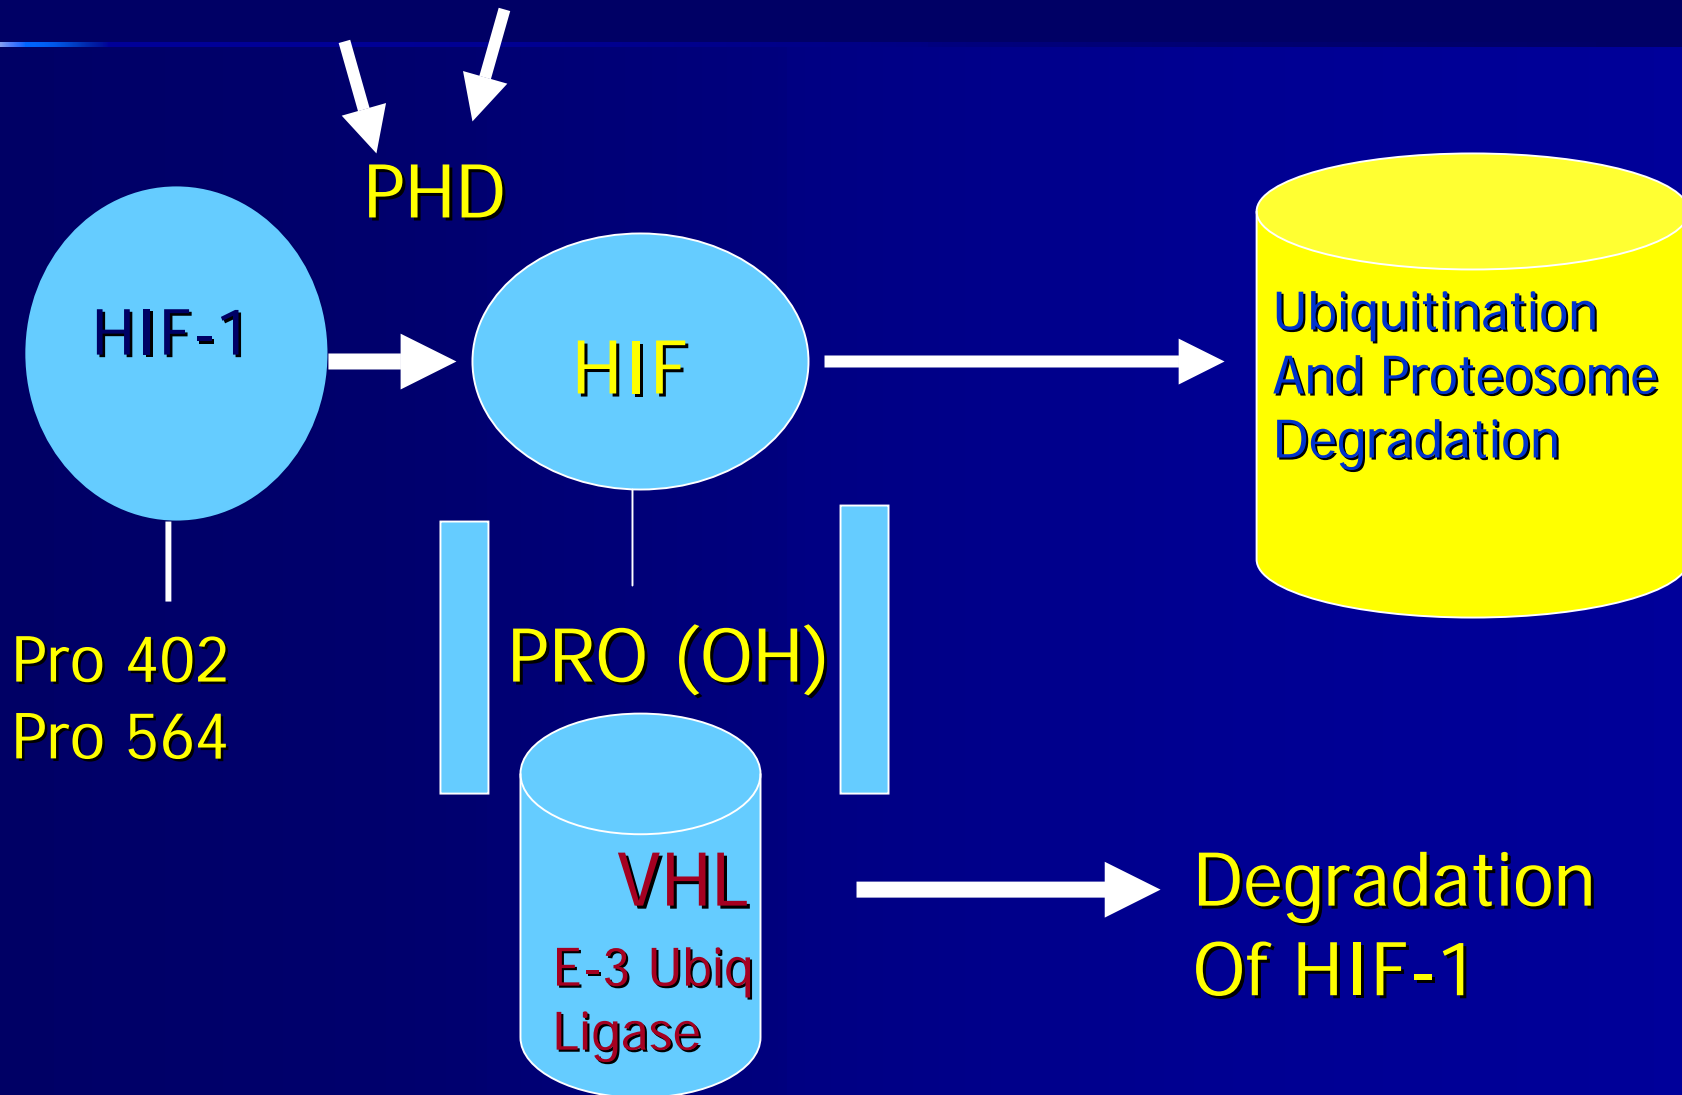 PHD
HIF-1
HIF
Ubiquitination
And Proteosome
Degradation
Pro 402
Pro 564
PRO (OH)
VHL
E-3 Ubiq
Ligase
Degradation
Of HIF-1